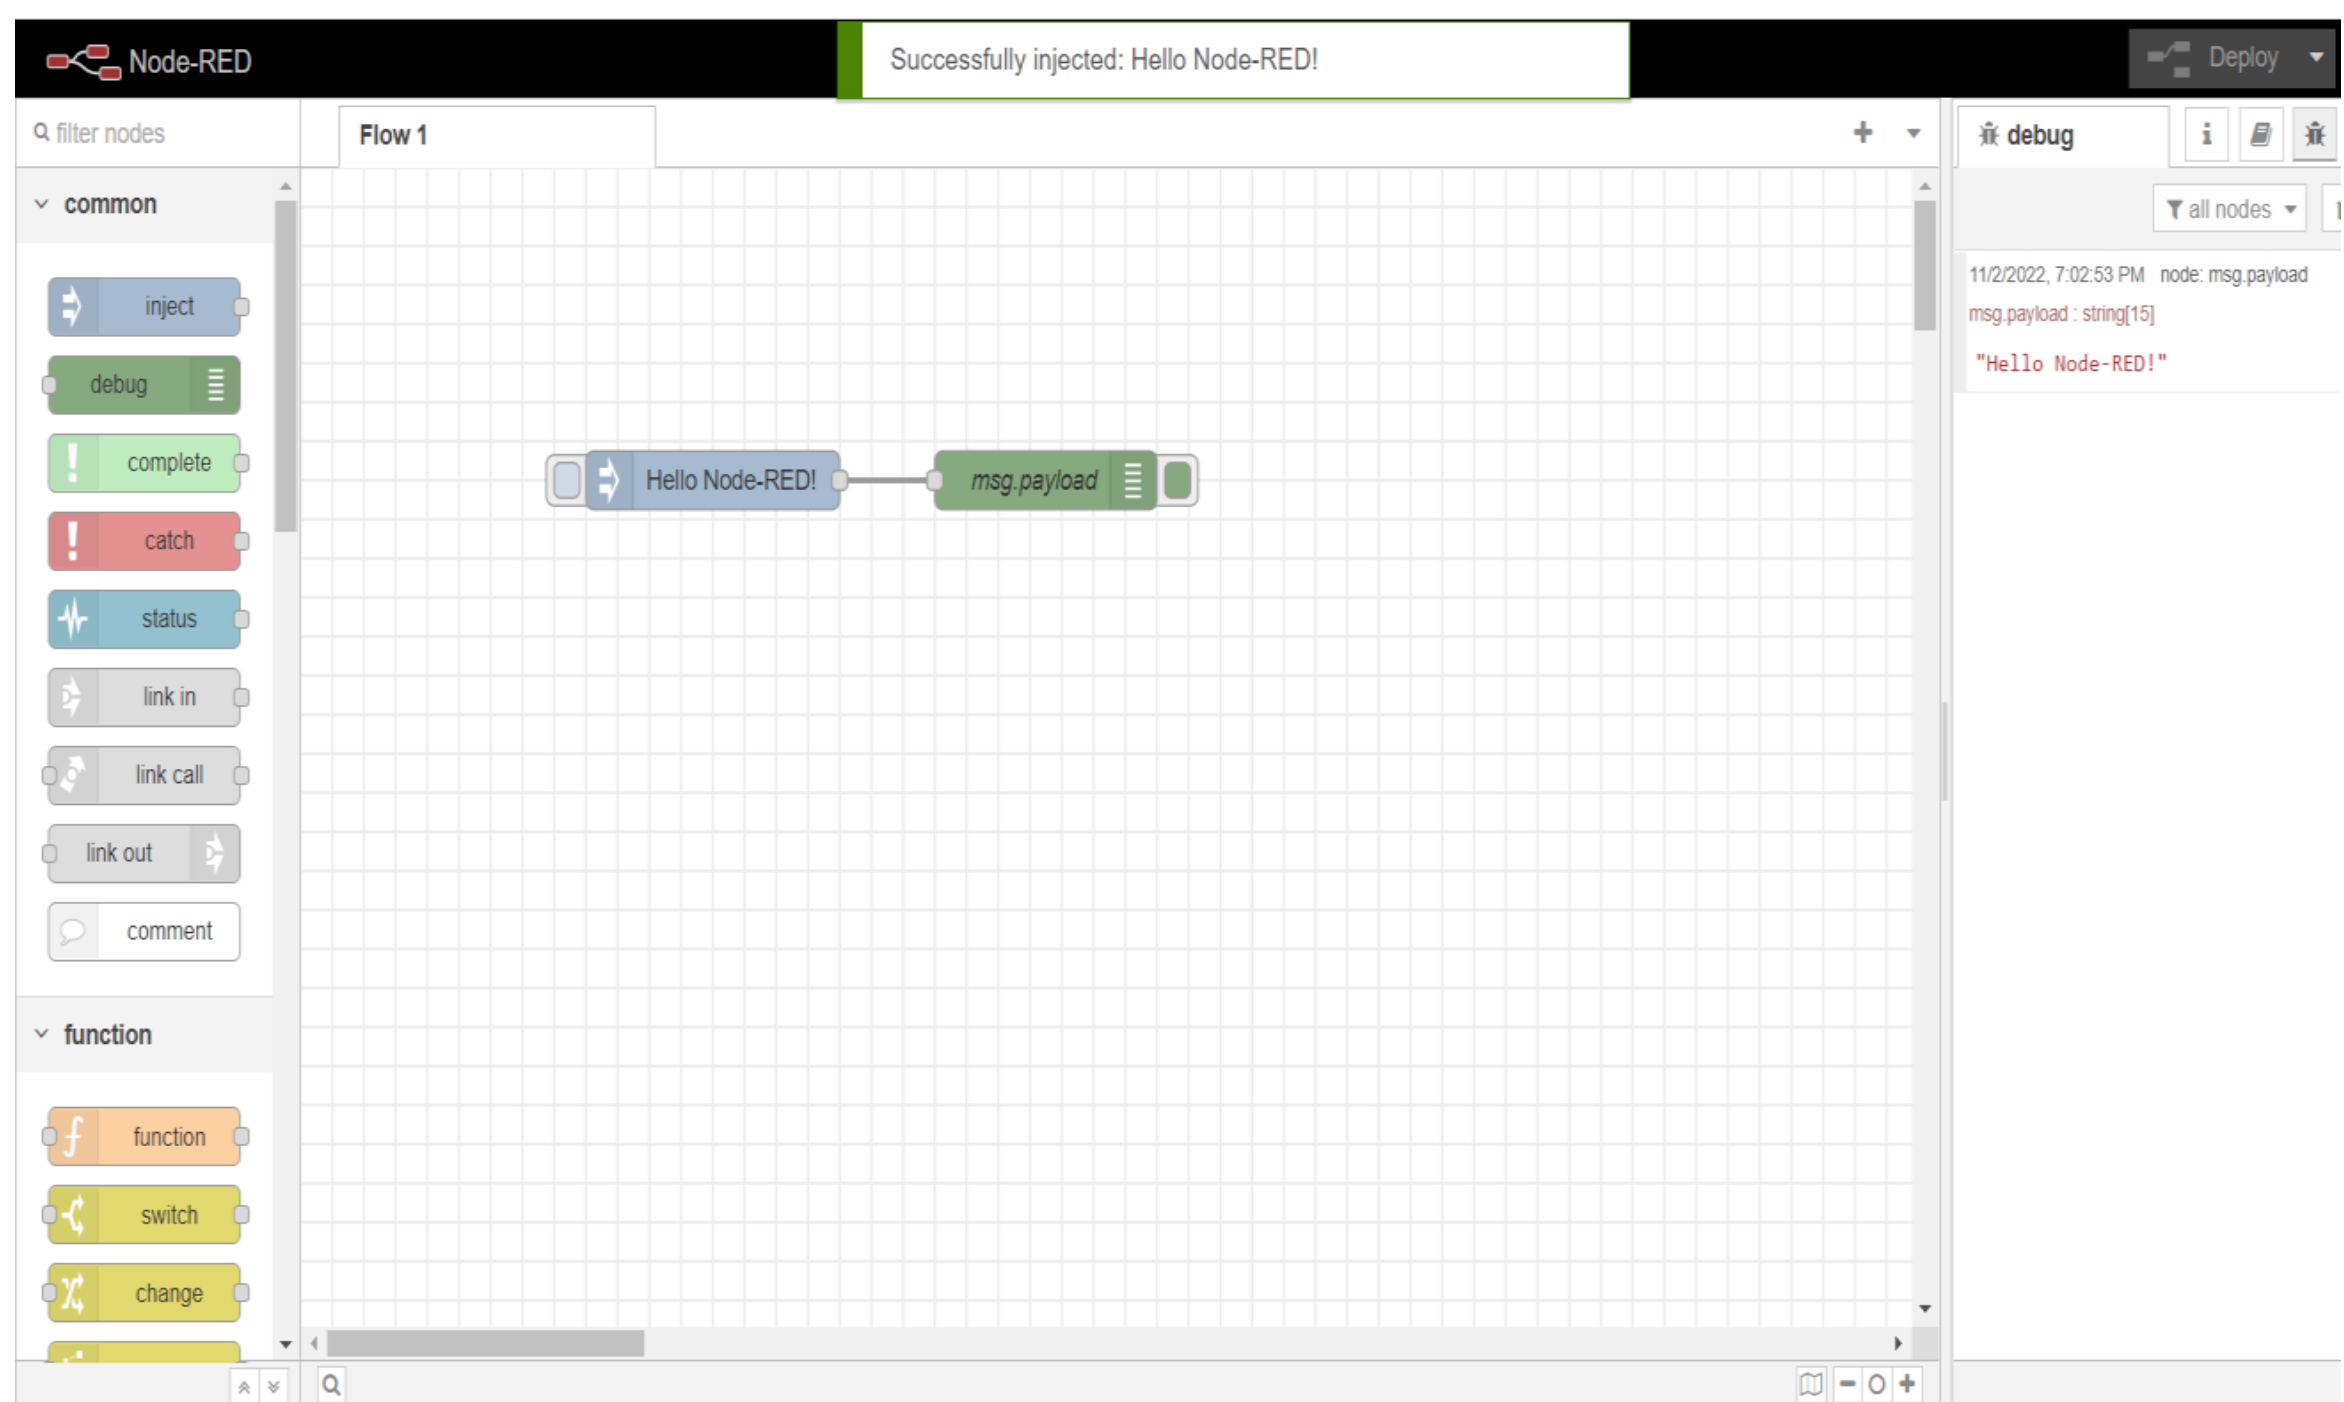 Node-RED
Successfully injected: Hello Node-RED!
Deploy
filter nodes
Flow 1
debug
common
all nodes
inject
11/2/2022, 7:02:53 PM node: msg.payload
msg.payload : string[15]
"Hello Node-RED!"
debug
complete
Hello Node-RED!
msg.payload
catch
status
link in
link call
link out
comment
function
function
switch
change